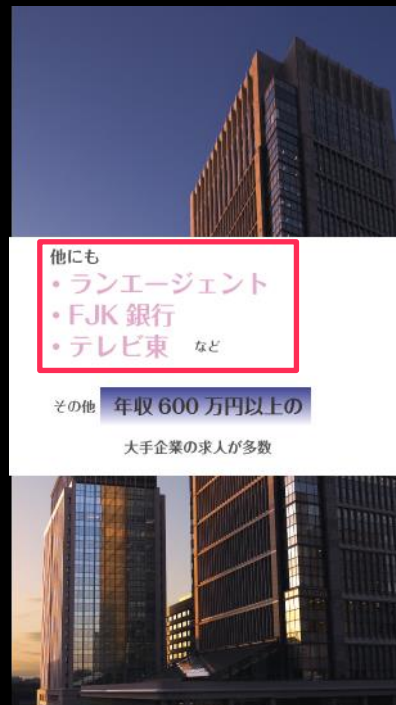 他にも
・ランエージェント
・FJK 銀行
・テレビ東 など
その他 年収 600 万円以上の
大手企業の求人が多数